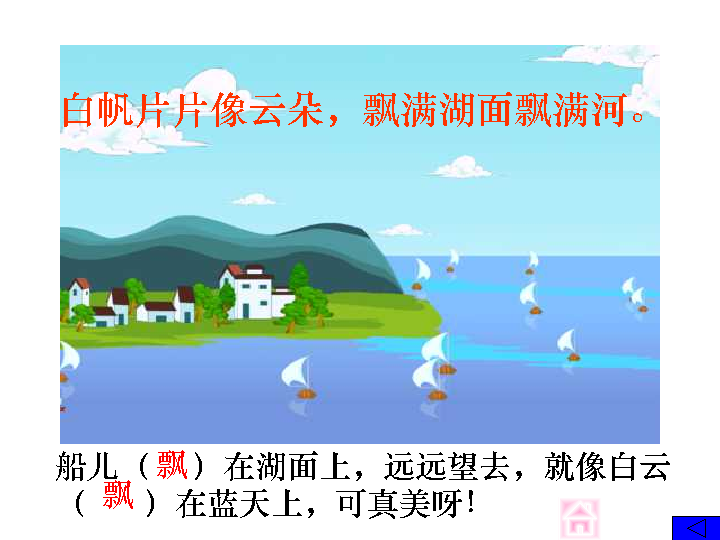 白帆片片像云朵，飘满湖面飘满河。
船儿（飘）在湖面上，远远望去，就像白云
（飘）在蓝天上，可真美呀！